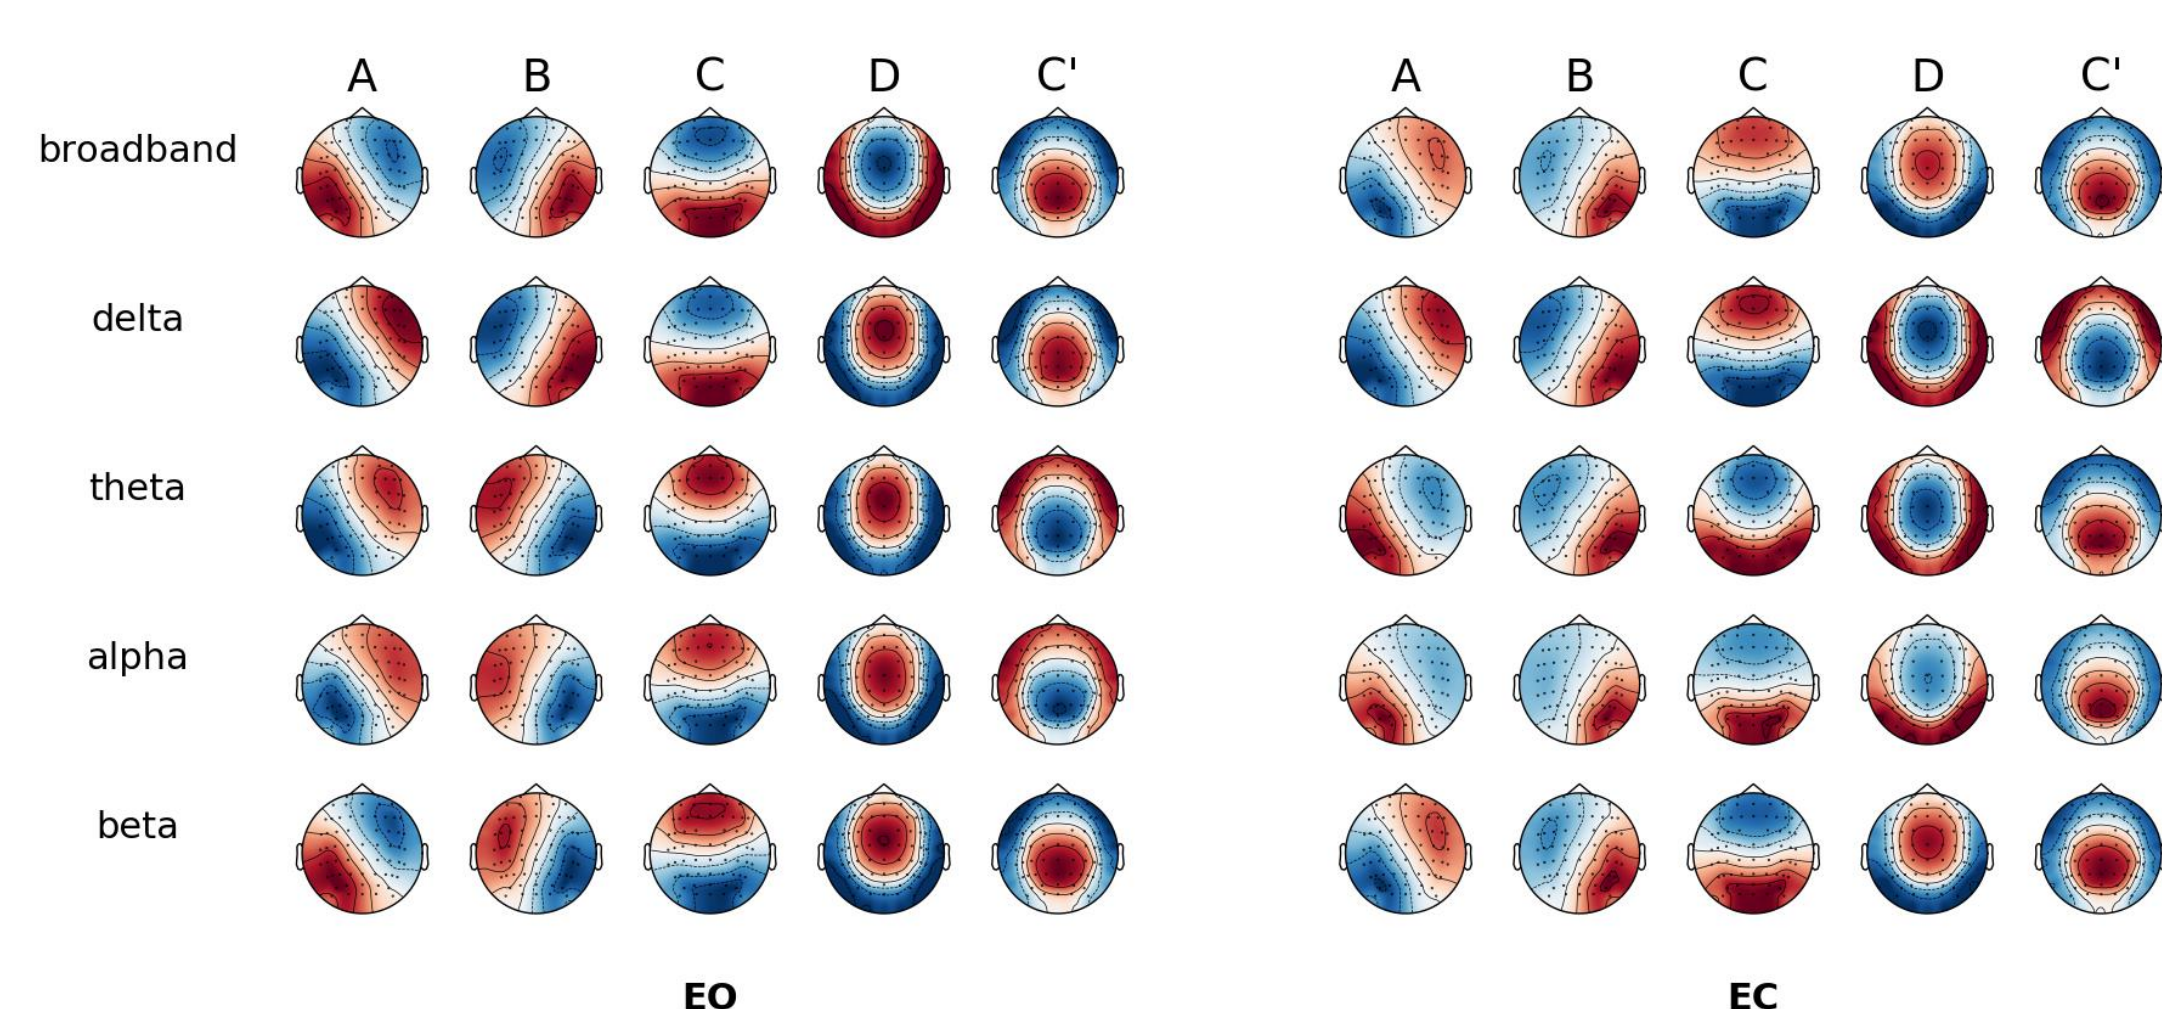 A B C D C' A B C D C'
broadband
delta
theta
alpha
beta
EO EC